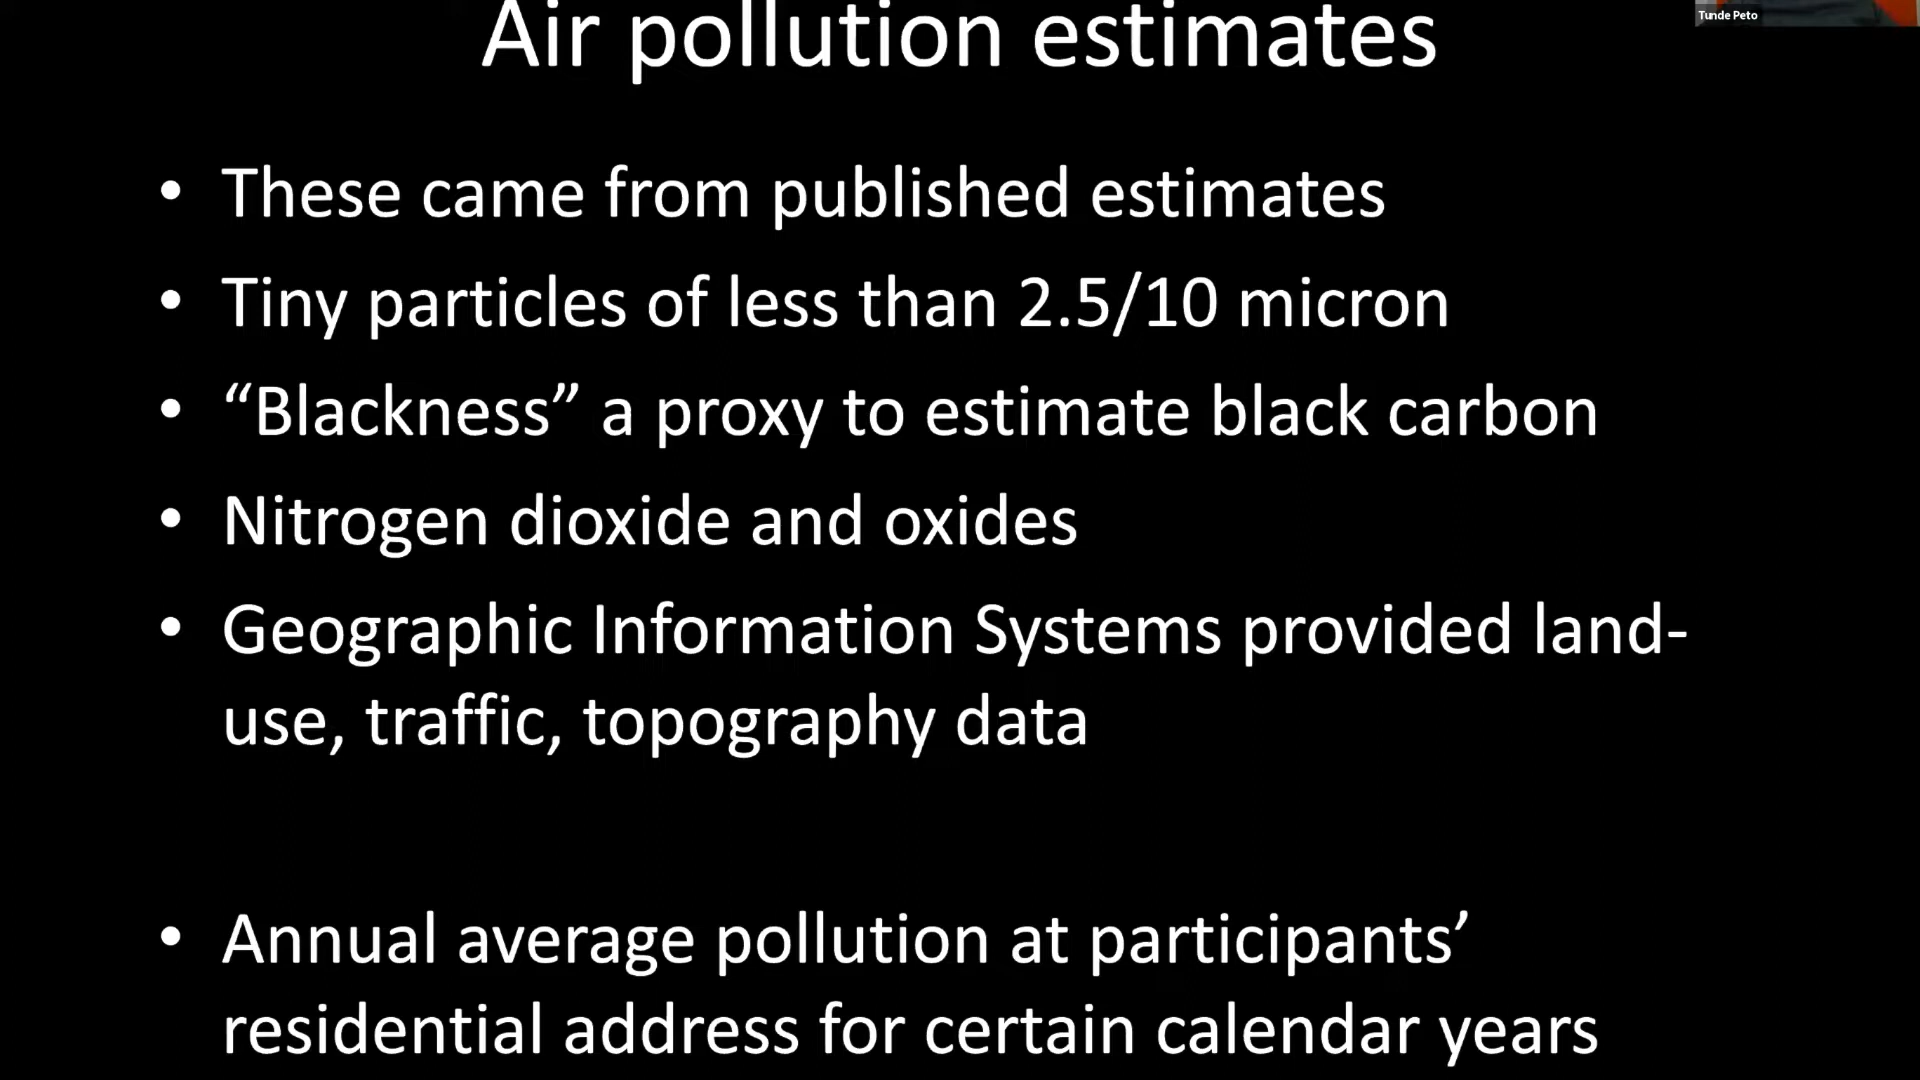 Air pollution estimates
Tunde Peto
• These came from published estimates
• Tiny particles of less than 2.5/10 micron
• “Blackness” a proxy to estimate black carbon
• Nitrogen dioxide and oxides
• Geographic Information Systems provided land-
use, traffic, topography data
• Annual average pollution at participants’
residential address for certain calendar years